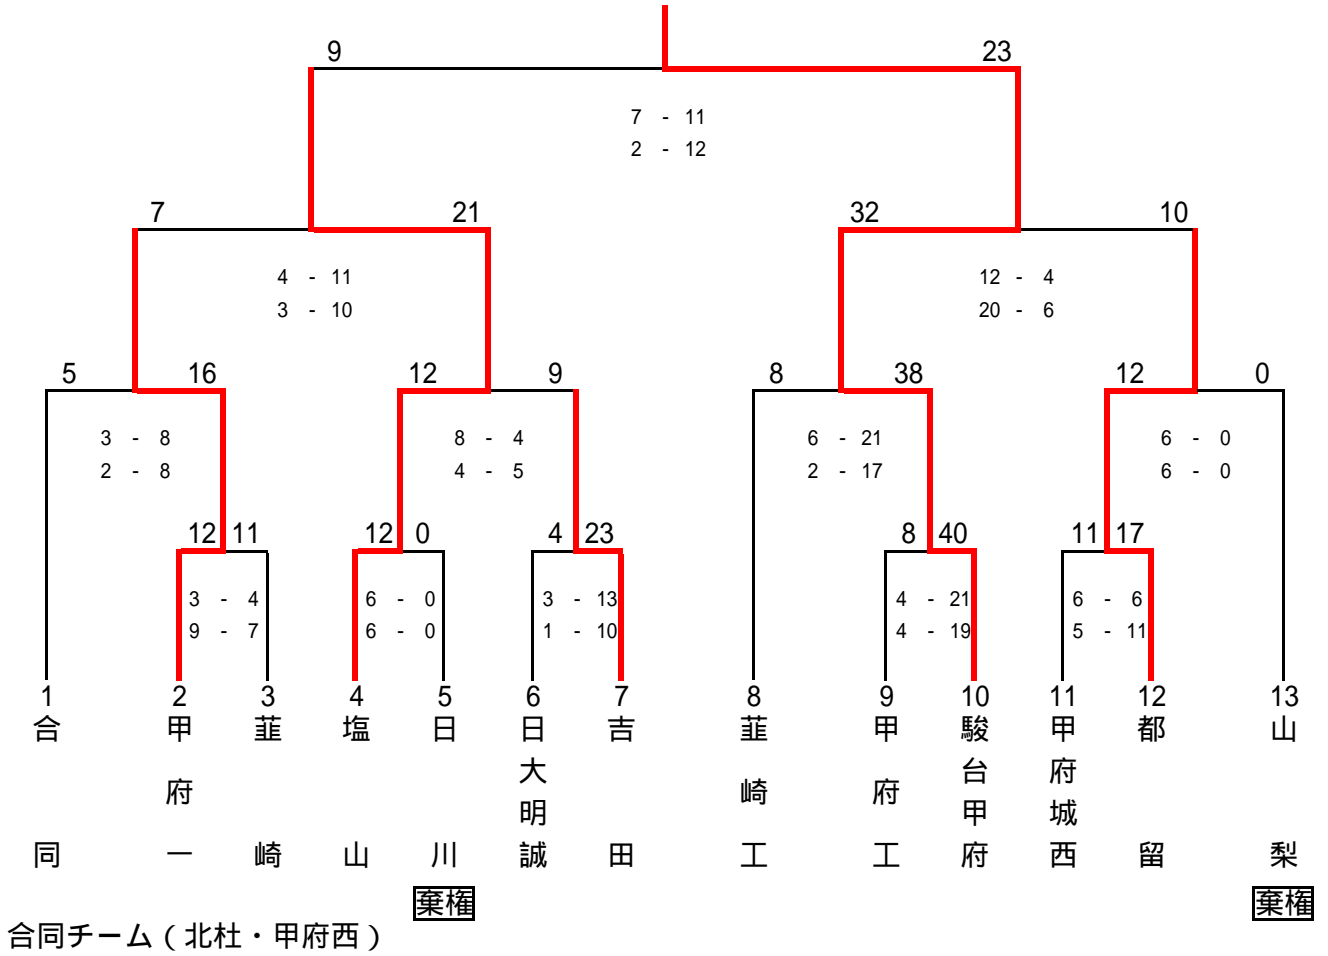 9 23
7 - 11
2 - 12
7 21 32 10
4 - 11 12 - 4
3 - 10 20 - 6
5 16 12 9 8 38 12 0
3 - 8 8 - 4 6 - 21 6 - 0
2 - 8 4 - 5 2 - 17 6 - 0
12 11 12 0 4 23 8 40 11 17
3 - 4 6 - 0 3 - 13 4 - 21 6 - 6
9 - 7 6 - 0 1 - 10 4 - 19 5 - 11
1 2 3 4 5 6 7 8 9 10 11 12 13
合同
甲府一
韮崎
塩山
日川
日大明誠
吉田
韮崎工
甲府工
駿台甲府
甲府城西
都留
山梨
棄権 棄権
合同チーム(北杜・甲府西)